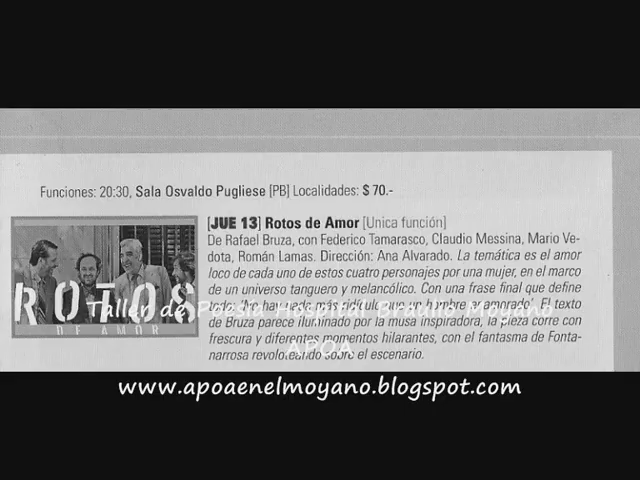 Funciones: 20:30, Sala Osvaldo Pugliese [PB] Localidades: $ 70.-
[JUE 13] Rotos de Amor [Unica función]
De Rafael Bruza, con Federico Tamarasco, Claudio Messina, Mario Ve-
dota, Román Lamas. Dirección: Ana Alvarado. La temática es el amor
loco de cada uno de estos cuatro personajes por una mujer, en el marco
de un universo tanguero y melancólico. Con una frase final que define
todo: 'No hay nada más ridículo que un hombre enamorado'. El texto
de Bruza parece iluminado por la musa inspiradora, la pieza corre con
frescura y diferentes momentos hilarantes, con el fantasma de Fonta-
narrosa revoloteando sobre el escenario.
ROTOS
DE AMOR
Taller de Poesía Hospital Braulio Moyano
APOA
www.apoaenelmoyano.blogspot.com